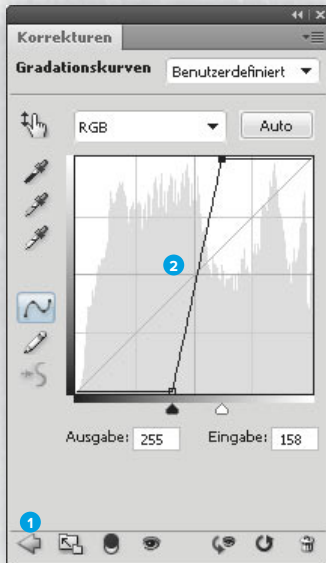 Korrekturen
Gradationskurven Benutzerdefiniert
RGB Auto
2
Ausgabe: 255 Eingabe: 158
1